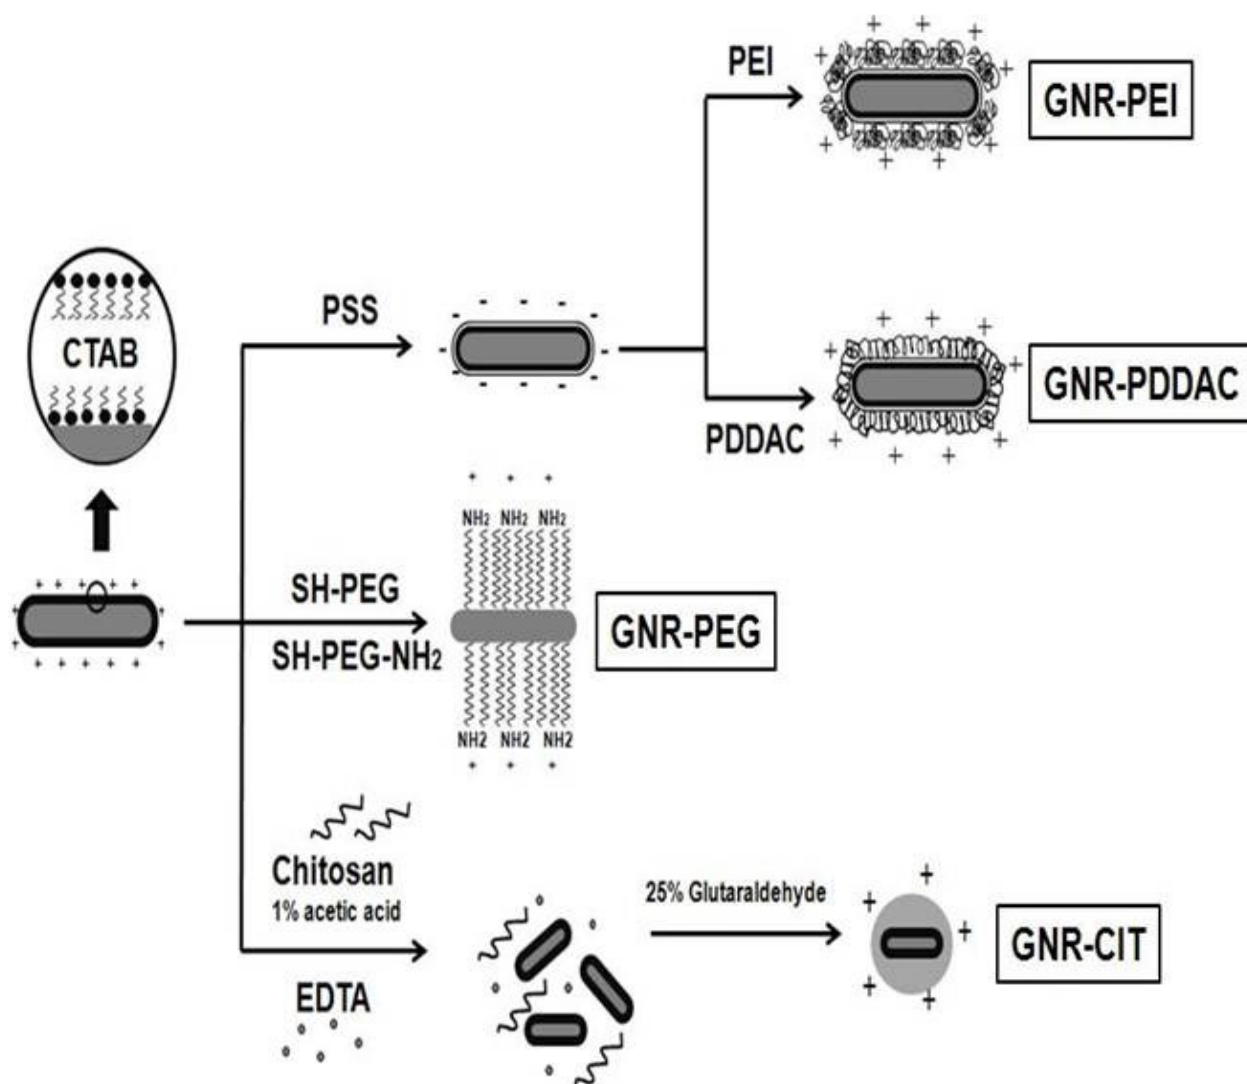 PEI
GNR-PEI
CTAB
PSS
- - - -
PDDAC
GNR-PDDAC
NH2 NH2 NH2
SH-PEG
SH-PEG-NH2
GNR-PEG
NH2 NH2 NH2
Chitosan
1% acetic acid
25% Glutaraldehyde
GNR-CIT
EDTA